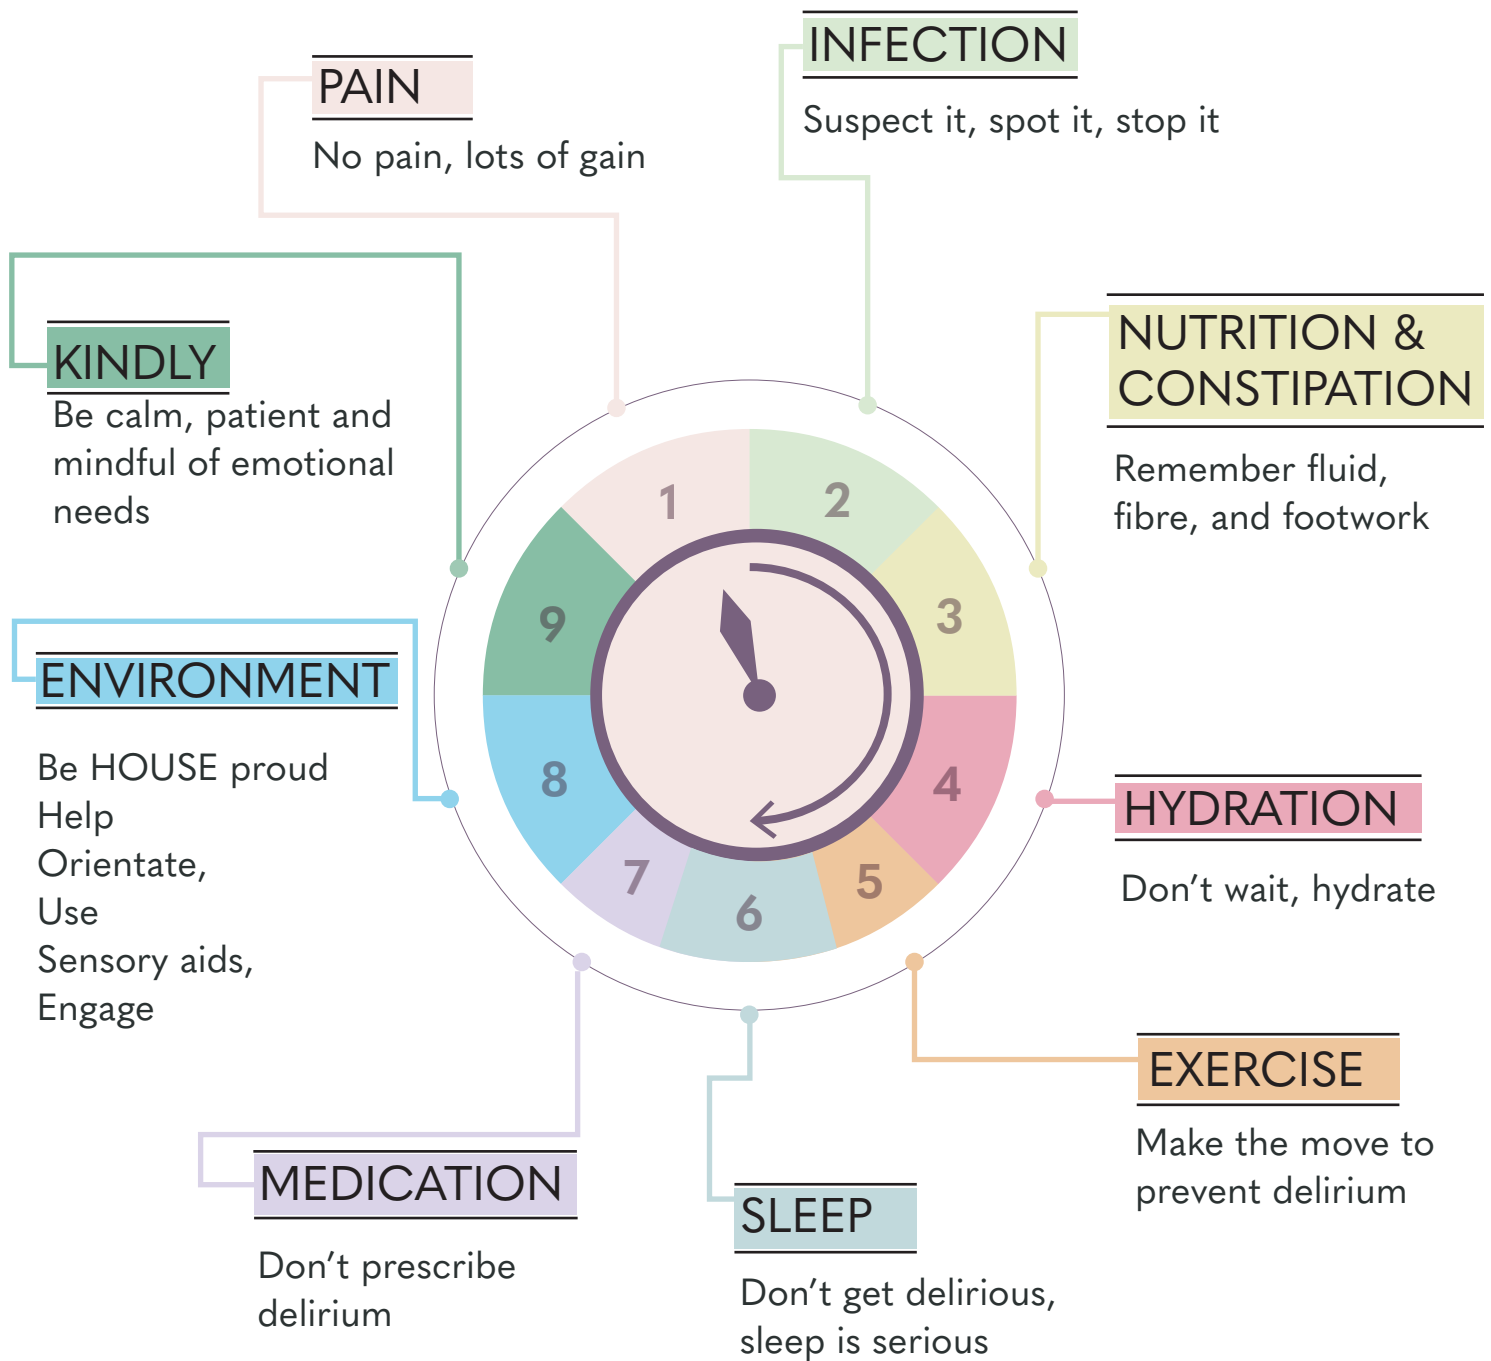 PAIN
No pain, lots of gain
INFECTION
Suspect it, spot it, stop it
NUTRITION &
CONSTIPATION
Remember fluid,
fibre, and footwork
HYDRATION
Don't wait, hydrate
EXERCISE
Make the move to
prevent delirium
SLEEP
Don't get delirious,
sleep is serious
MEDICATION
Don't prescribe
delirium
ENVIRONMENT
Be HOUSE proud
Help
Orientate,
Use
Sensory aids,
Engage
KINDLY
Be calm, patient and
mindful of emotional
needs
1
2
3
4
5
6
7
8
9